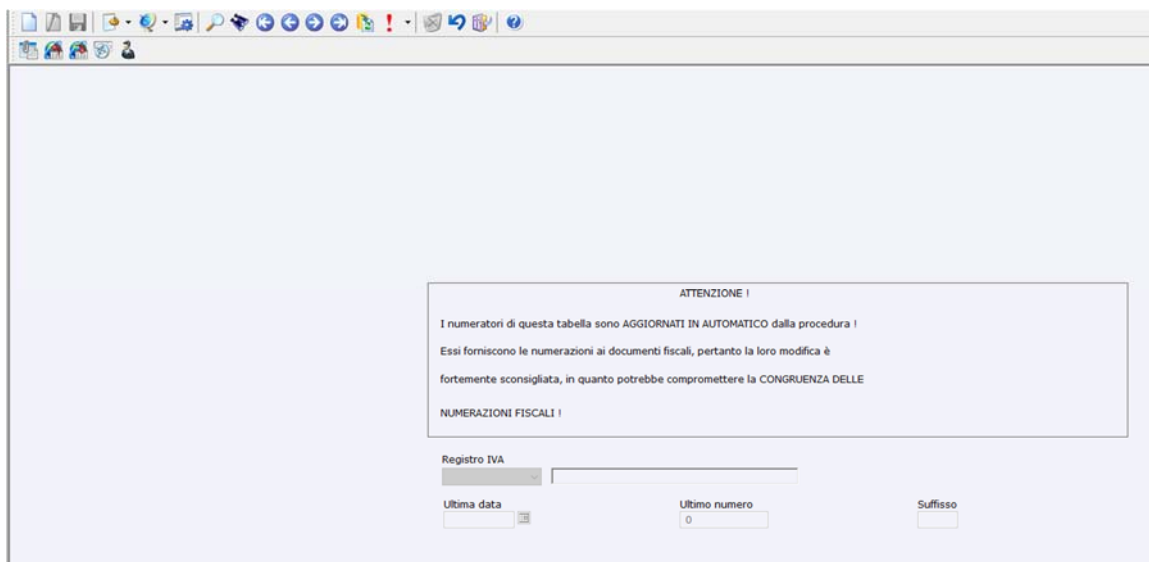 ATTENZIONE !
I numeratori di questa tabella sono AGGIORNATI IN AUTOMATICO dalla procedura !
Essi forniscono le numerazioni ai documenti fiscali, pertanto la loro modifica è
fortemente sconsigliata, in quanto potrebbe compromettere la CONGRUENZA DELLE
NUMERAZIONI FISCALI !
Registro IVA
Ultima data Ultimo numero Suffisso
0